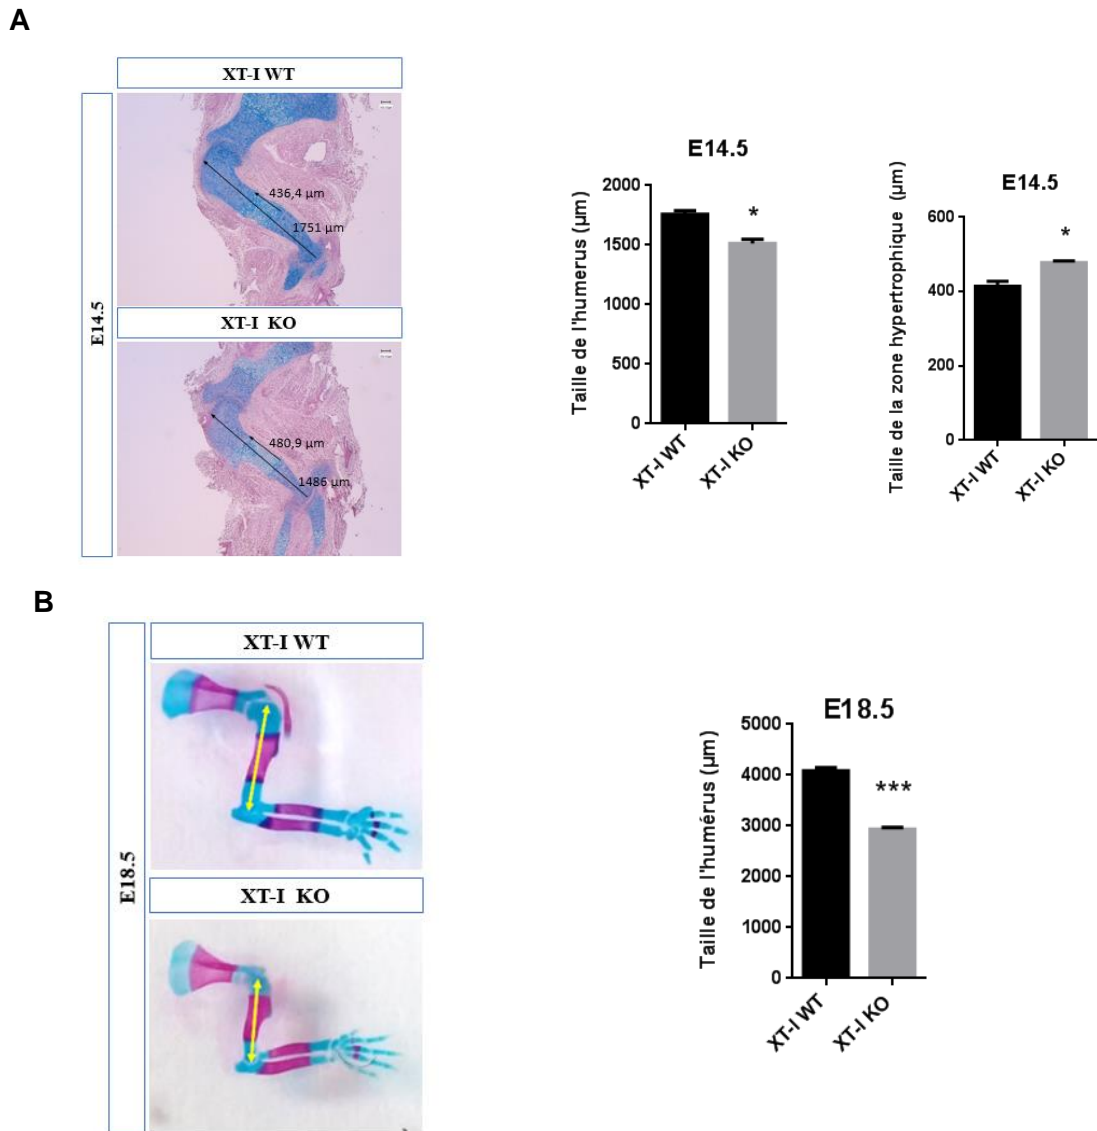 A
XT-I WT
436,4 µm
1751 µm
E14.5
XT-I KO
480,9 µm
1486 µm
E14.5
Taille de l'humerus (µm)
2000
1500
1000
500
0
*
XT-I WT
XT-I KO
E14.5
Taille de la zone hypertrophique (µm)
600
400
200
0
*
XT-I WT
XT-I KO
B
XT-I WT
E18.5
XT-I KO
E18.5
Taille de l'humérus (µm)
5000
4000
3000
2000
1000
0
***
XT-I WT
XT-I KO